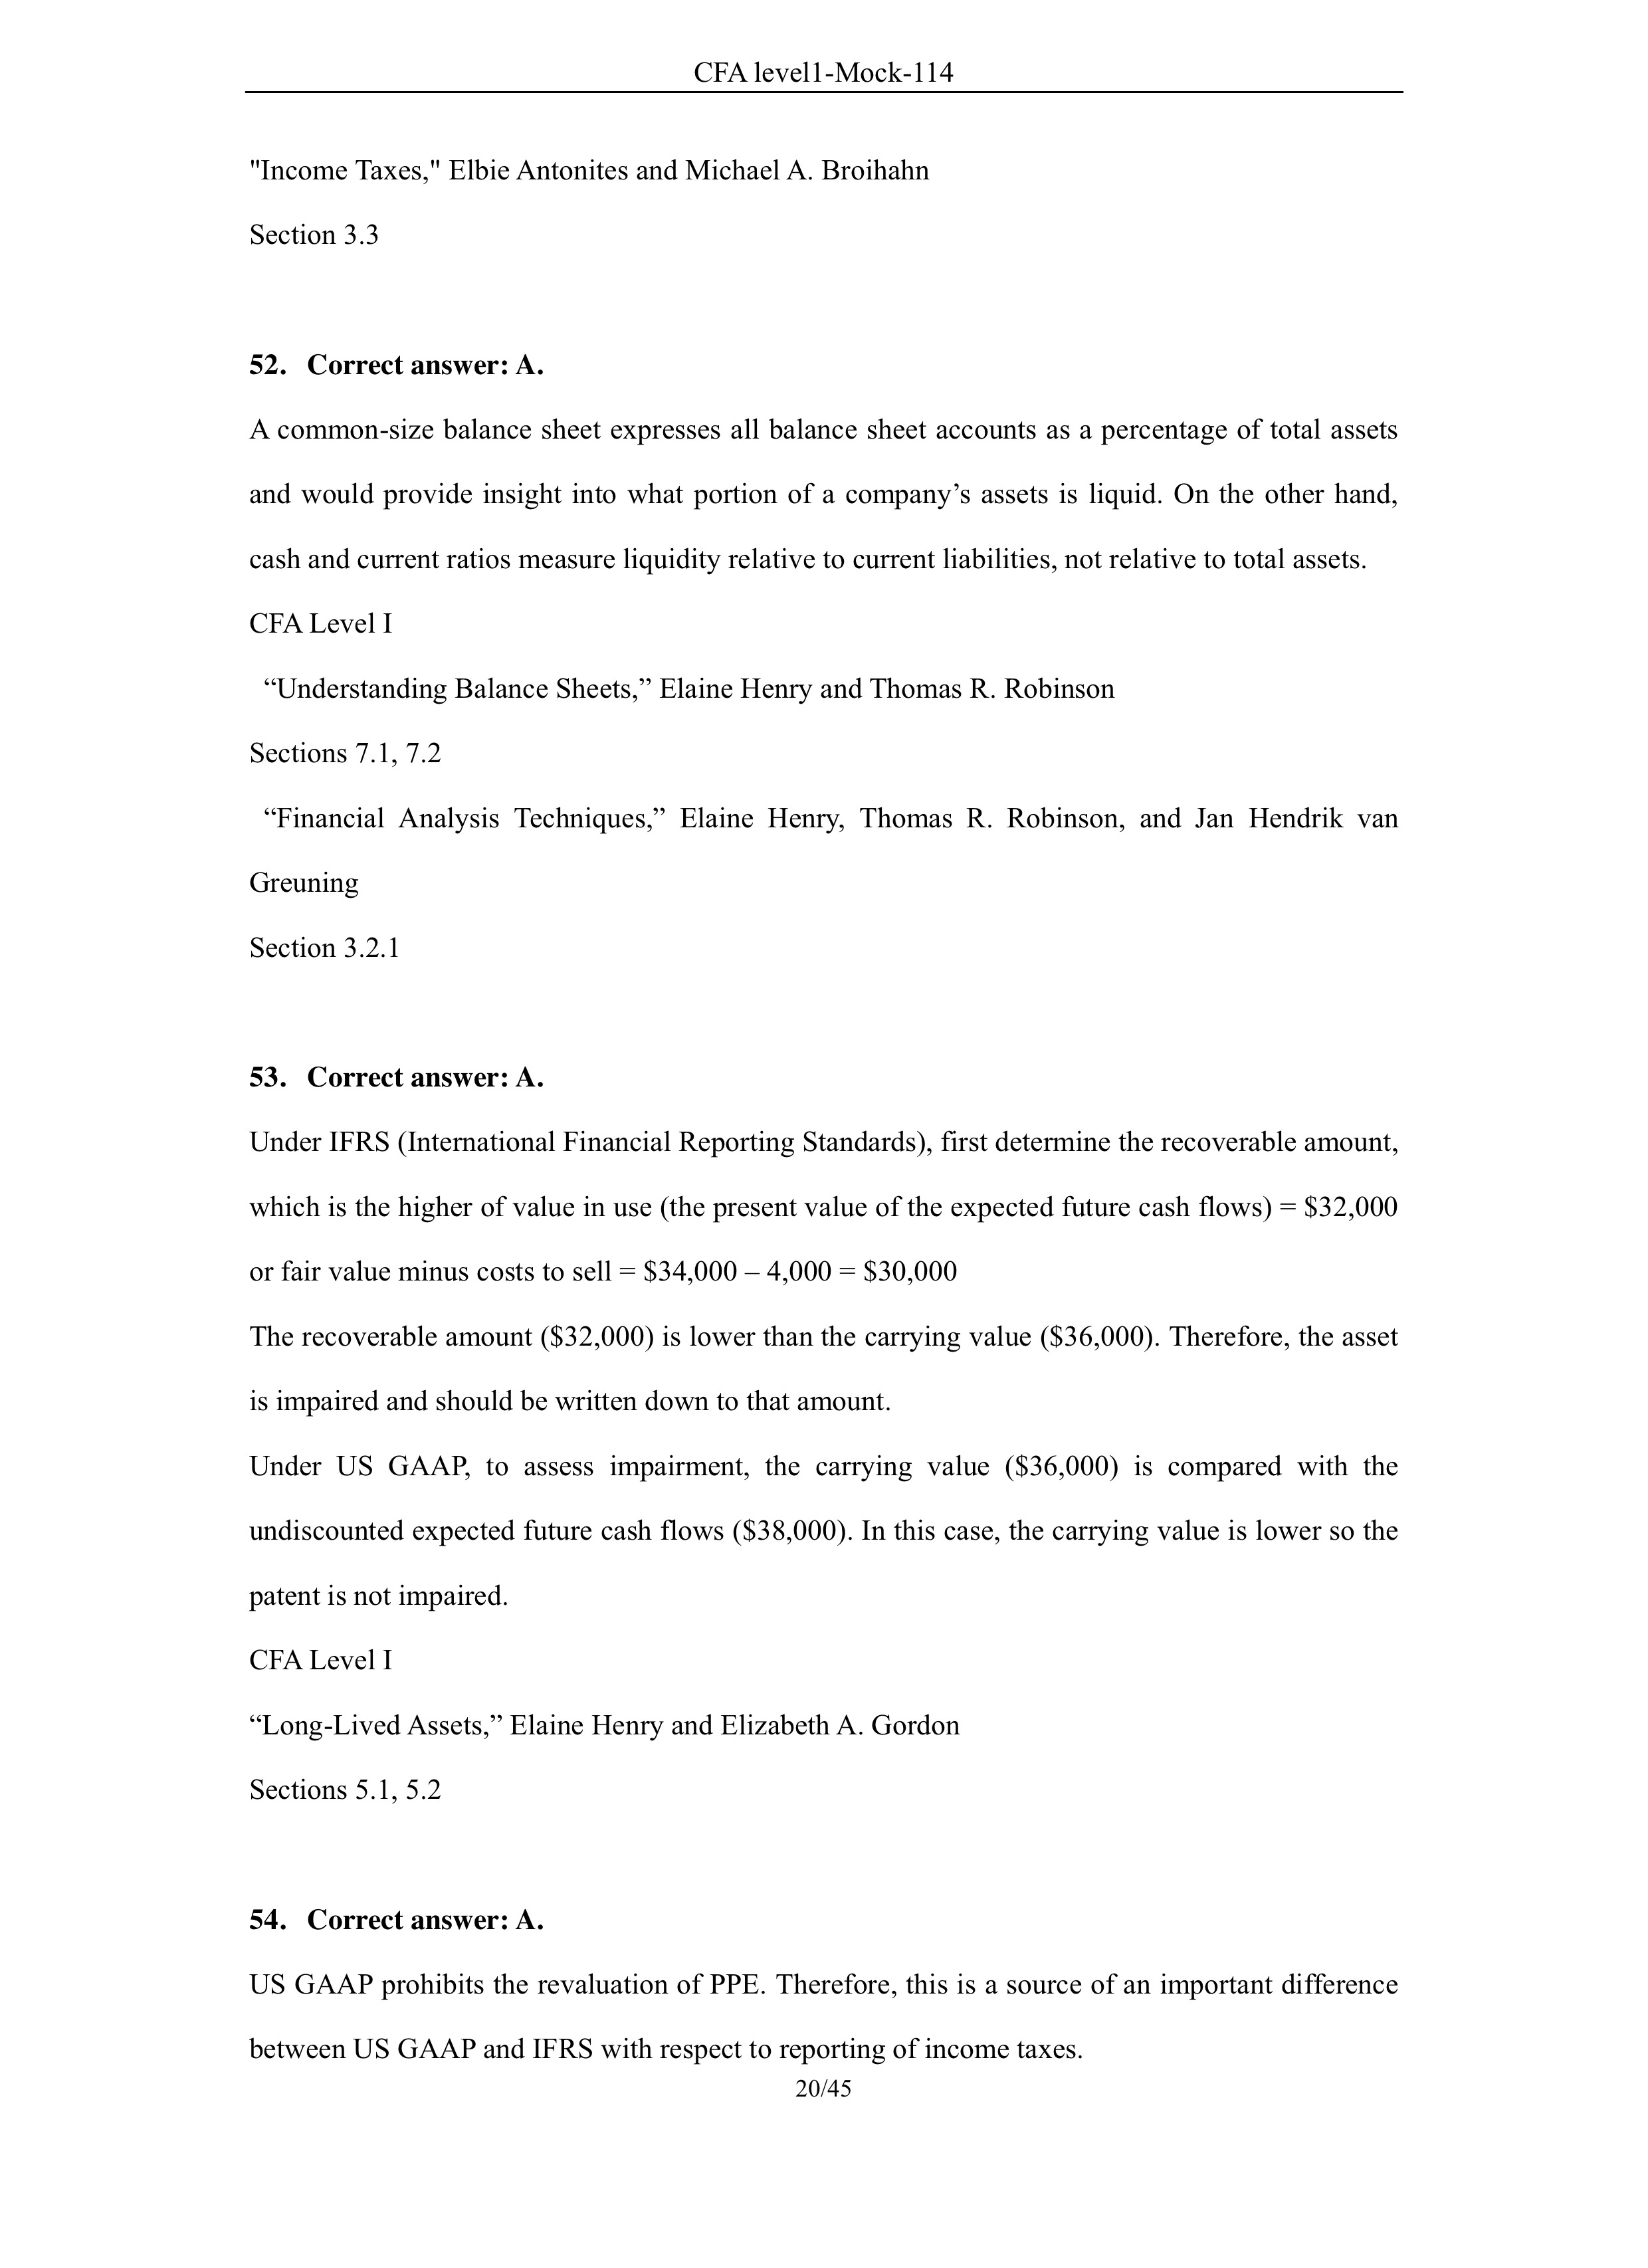 CFA level1-Mock-114
"Income Taxes," Elbie Antonites and Michael A. Broihahn
Section 3.3
52. Correct answer: A.
A common-size balance sheet expresses all balance sheet accounts as a percentage of total assets
and would provide insight into what portion of a company’s assets is liquid. On the other hand,
cash and current ratios measure liquidity relative to current liabilities, not relative to total assets.
CFA Level I
“Understanding Balance Sheets,” Elaine Henry and Thomas R. Robinson
Sections 7.1, 7.2
“Financial Analysis Techniques,” Elaine Henry, Thomas R. Robinson, and Jan Hendrik van
Greuning
Section 3.2.1
53. Correct answer: A.
Under IFRS (International Financial Reporting Standards), first determine the recoverable amount,
which is the higher of value in use (the present value of the expected future cash flows) = $32,000
or fair value minus costs to sell = $34,000 – 4,000 = $30,000
The recoverable amount ($32,000) is lower than the carrying value ($36,000). Therefore, the asset
is impaired and should be written down to that amount.
Under US GAAP, to assess impairment, the carrying value ($36,000) is compared with the
undiscounted expected future cash flows ($38,000). In this case, the carrying value is lower so the
patent is not impaired.
CFA Level I
“Long-Lived Assets,” Elaine Henry and Elizabeth A. Gordon
Sections 5.1, 5.2
54. Correct answer: A.
US GAAP prohibits the revaluation of PPE. Therefore, this is a source of an important difference
between US GAAP and IFRS with respect to reporting of income taxes.
20/45